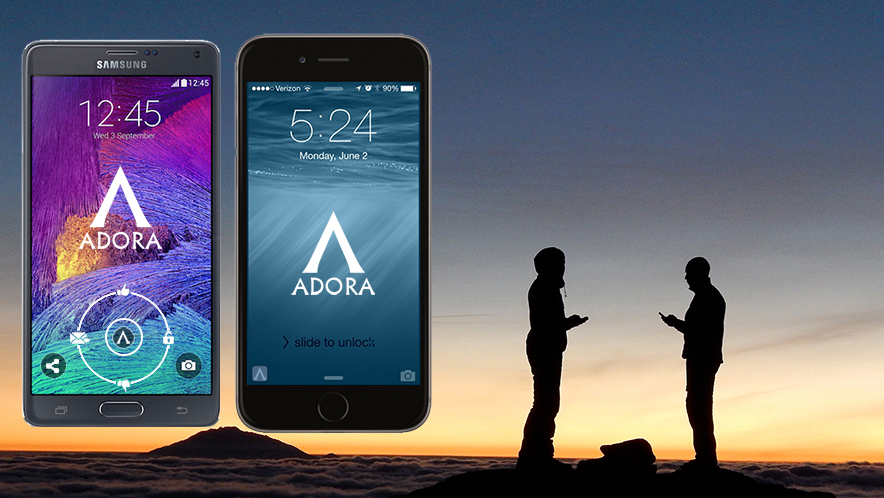 SAMSUNG
12:45
12:45
Wed 3 September
ADORA
Verizon 90%
5:24
Monday, June 2
ADORA
slide to unlock